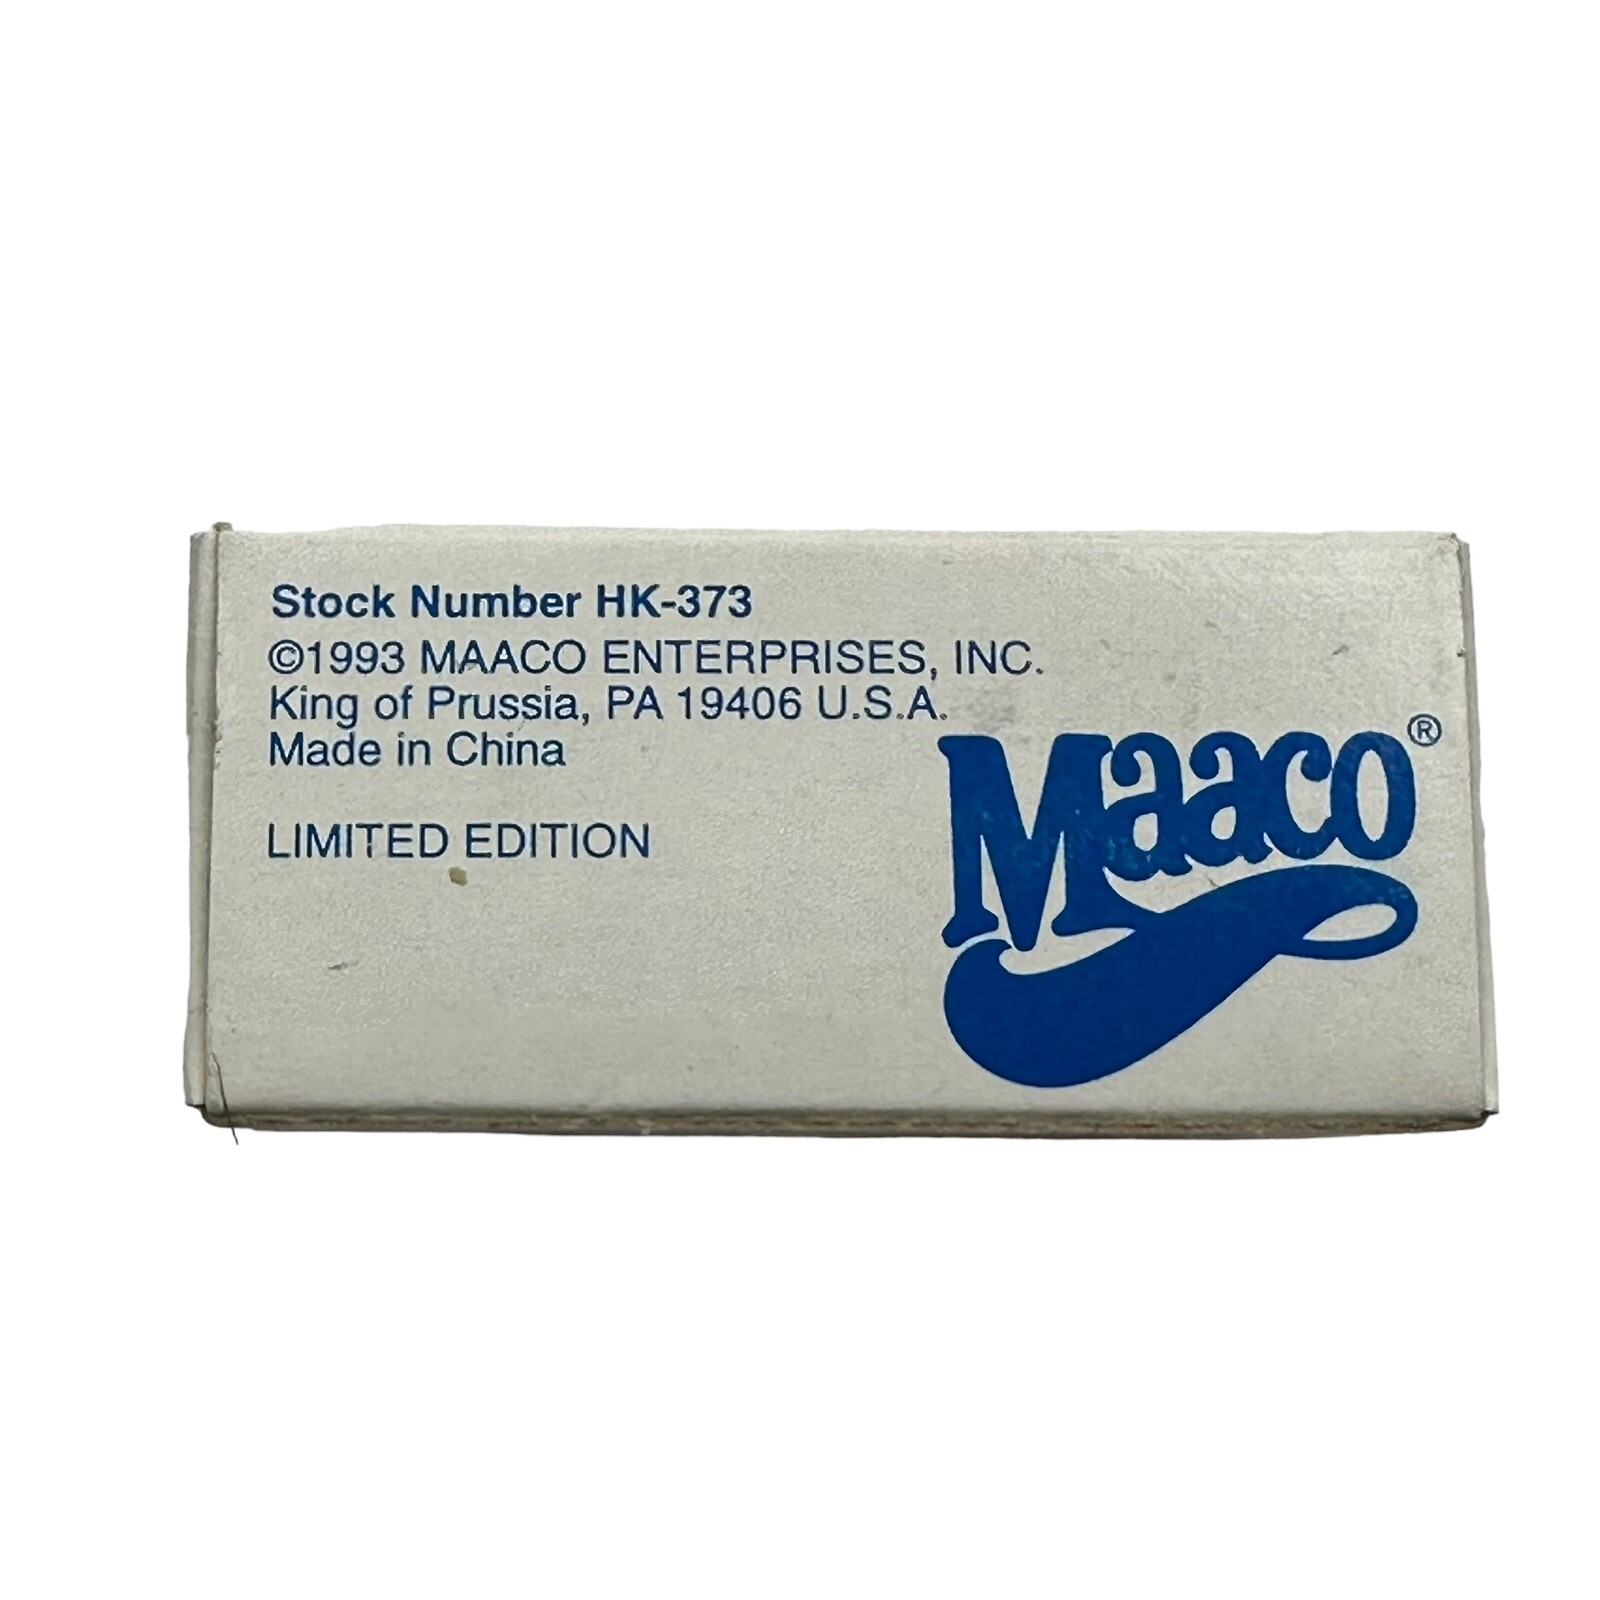 Stock Number HK-373
©1993 MAACO ENTERPRISES, INC.
King of Prussia, PA 19406 U.S.A.
Made in China
LIMITED EDITION
Maaco®